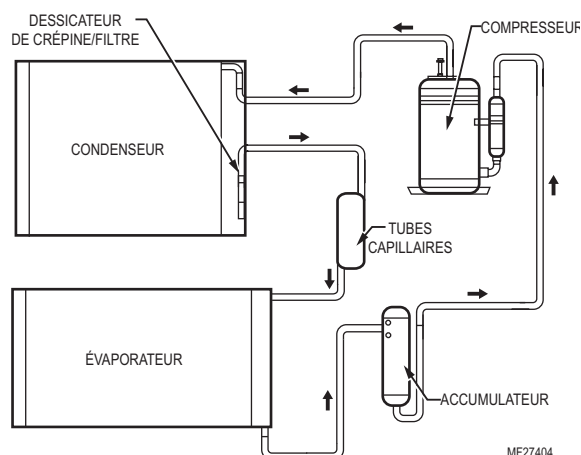 DESSICATEUR
DE CRÉPINE/FILTRE
COMPRESSEUR
CONDENSEUR
TUBES
CAPILLAIRES
ÉVAPORATEUR
ACCUMULATEUR
MF27404